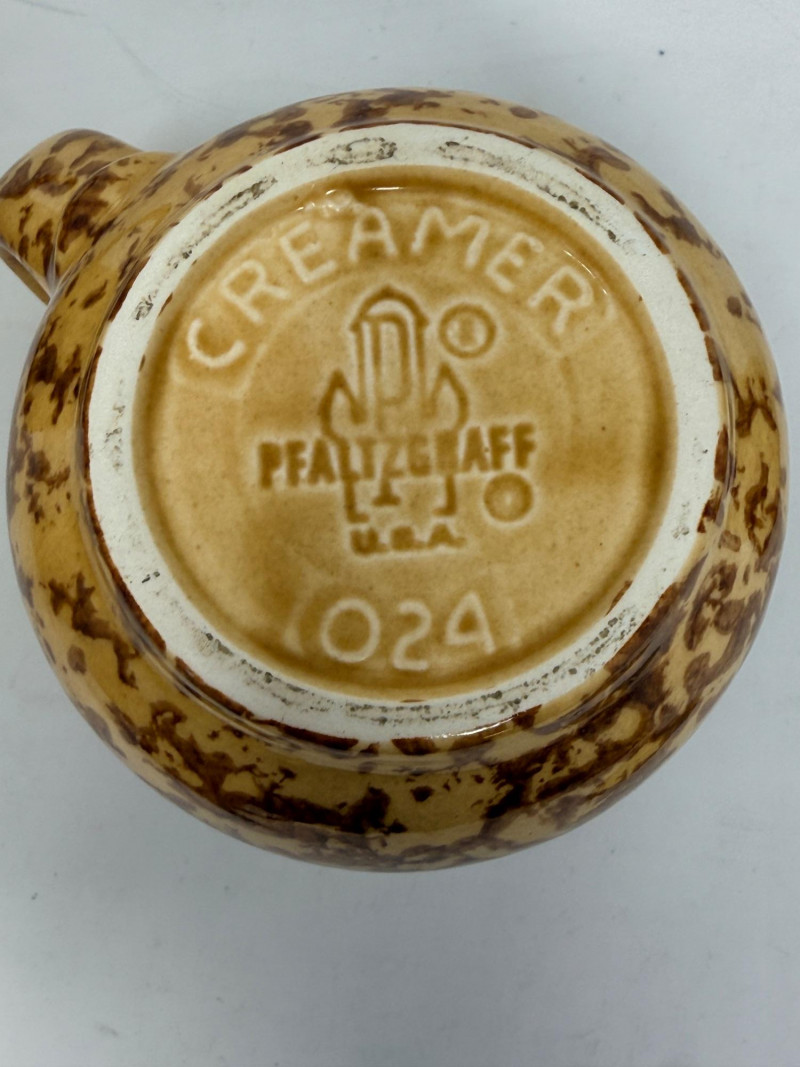 CREAMER
P
PFALTZGRAFF
U.S.A.
024